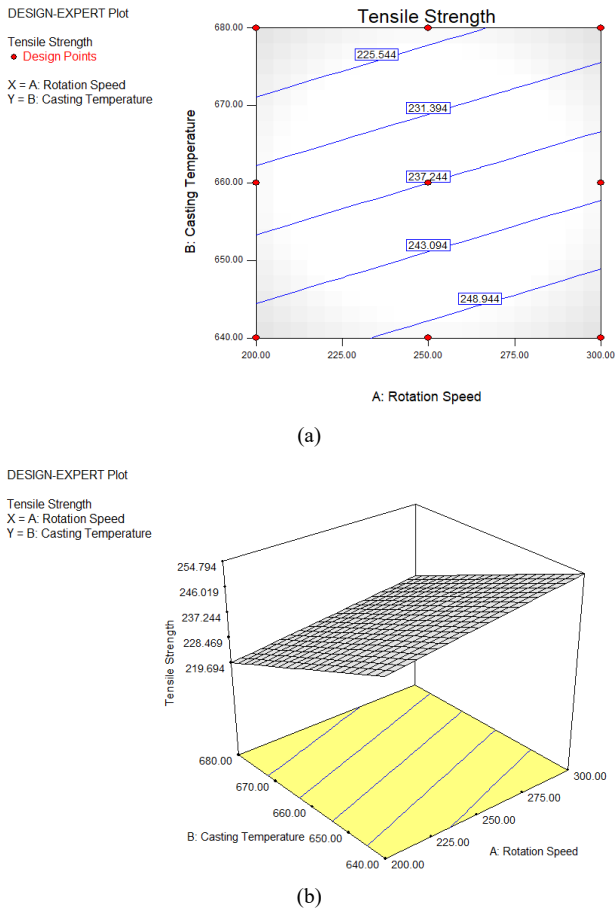 DESIGN-EXPERT Plot
Tensile Strength
Design Points
X = A: Rotation Speed
Y = B: Casting Temperature
Tensile Strength
680.00
670.00
660.00
650.00
640.00
B: Casting Temperature
225.544
231.394
237.244
243.094
248.944
200.00 225.00 250.00 275.00 300.00
A: Rotation Speed
(a)
DESIGN-EXPERT Plot
Tensile Strength
X = A: Rotation Speed
Y = B: Casting Temperature
254.794
246.019
237.244
228.469
219.694
Tensile Strength
680.00
670.00
660.00
650.00
640.00
B: Casting Temperature
200.00
225.00
250.00
275.00
300.00
A: Rotation Speed
(b)